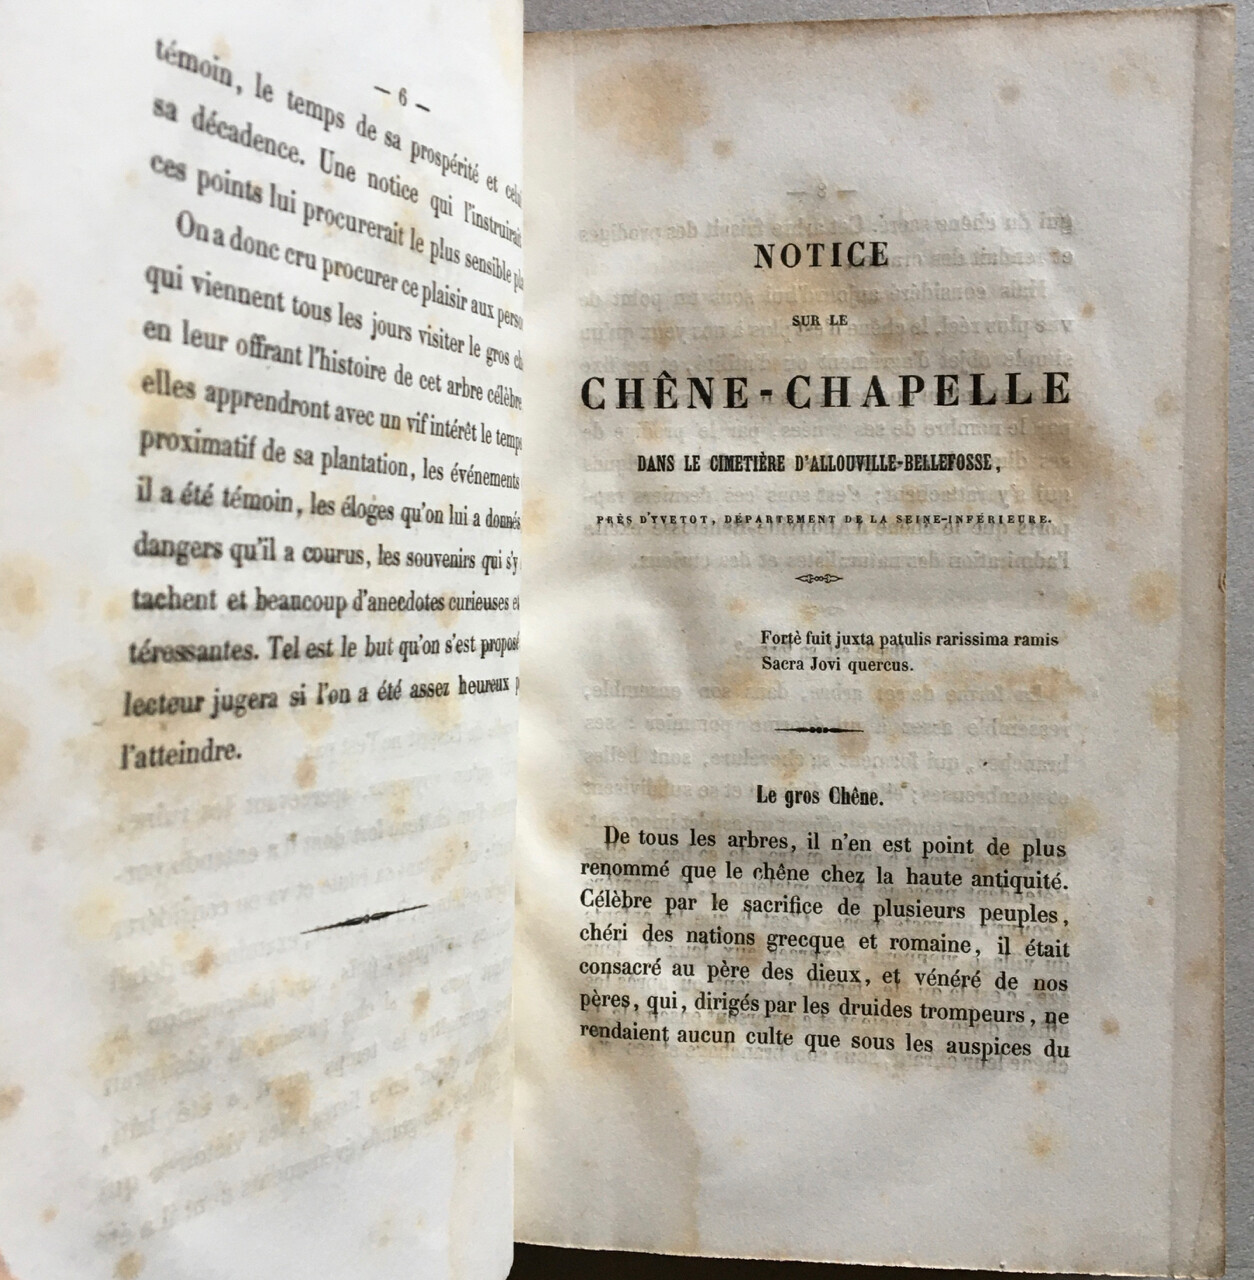 — 6 —
témoin, le temps de sa prospérité et
sa décadence. Une notice qui l'instruirait
ces points lui procurerait le plus sensible
On a donc cru procurer ce plaisir aux
qui viennent tous les jours visiter le gros
en leur offrant l'histoire de cet arbre célèbre
elles apprendront avec un vif intérêt le temps
proximatif de sa plantation, les événements
il a été témoin, les éloges qu'on lui a donnés
dangers qu'il a courus, les souvenirs qui s'y
tachent et beaucoup d'anecdotes curieuses et
téressantes. Tel est le but qu'on s'est proposé
lecteur jugera si l'on a été assez heureux p
l'atteindre.
NOTICE
SUR LE
CHÊNE-CHAPELLE
DANS LE CIMETIÈRE D'ALLOUVILLE-BELLEFOSSE,
PRÈS D'YVETOT, DÉPARTEMENT DE LA SEINE-INFÉRIEURE.
Fortè fuit juxta patulis rarissima ramis
Sacra Jovi quercus.
Le gros Chêne.
De tous les arbres, il n'en est point de plus
renommé que le chêne chez la haute antiquité.
Célèbre par le sacrifice de plusieurs peuples,
chéri des nations grecque et romaine, il était
consacré au père des dieux, et vénéré de nos
pères, qui, dirigés par les druides trompeurs, ne
rendaient aucun culte que sous les auspices du